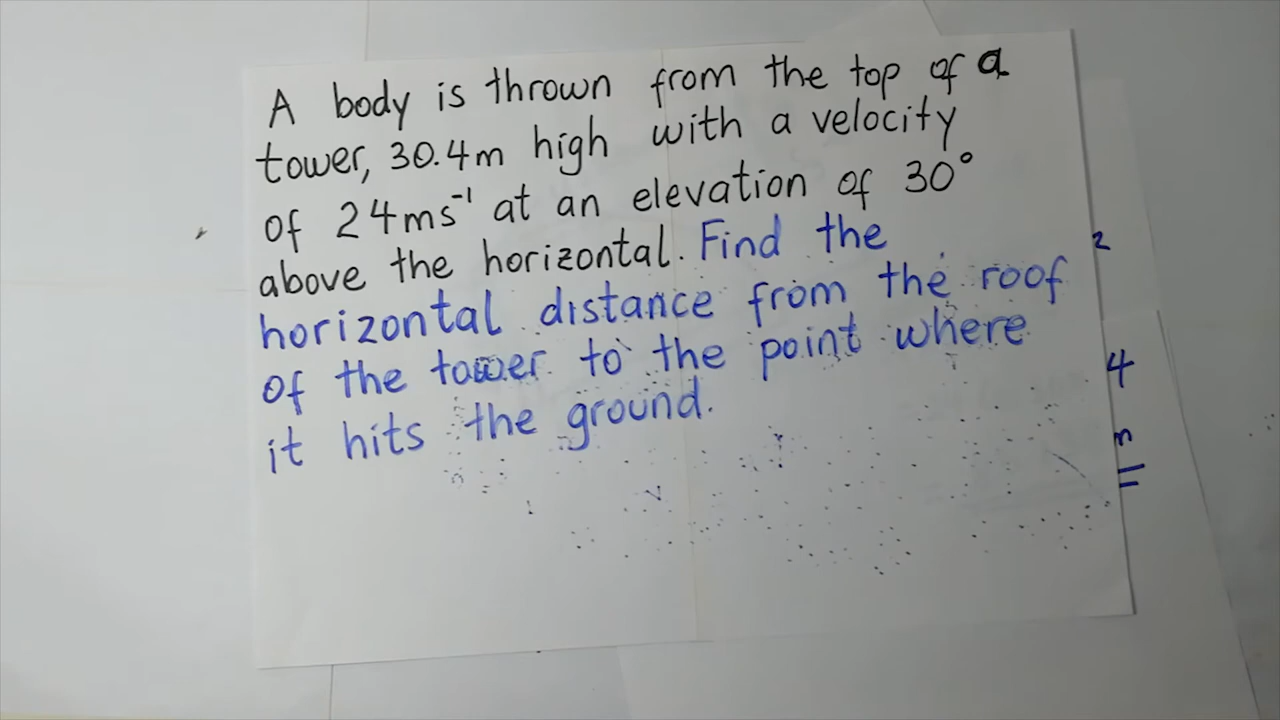 A body is thrown from the top of a
tower, 30.4m high with a velocity
of 24ms⁻¹ at an elevation of 30°
above the horizontal. Find the
horizontal distance from the roof
of the tower to the point where
it hits the ground.
2
4
n
=